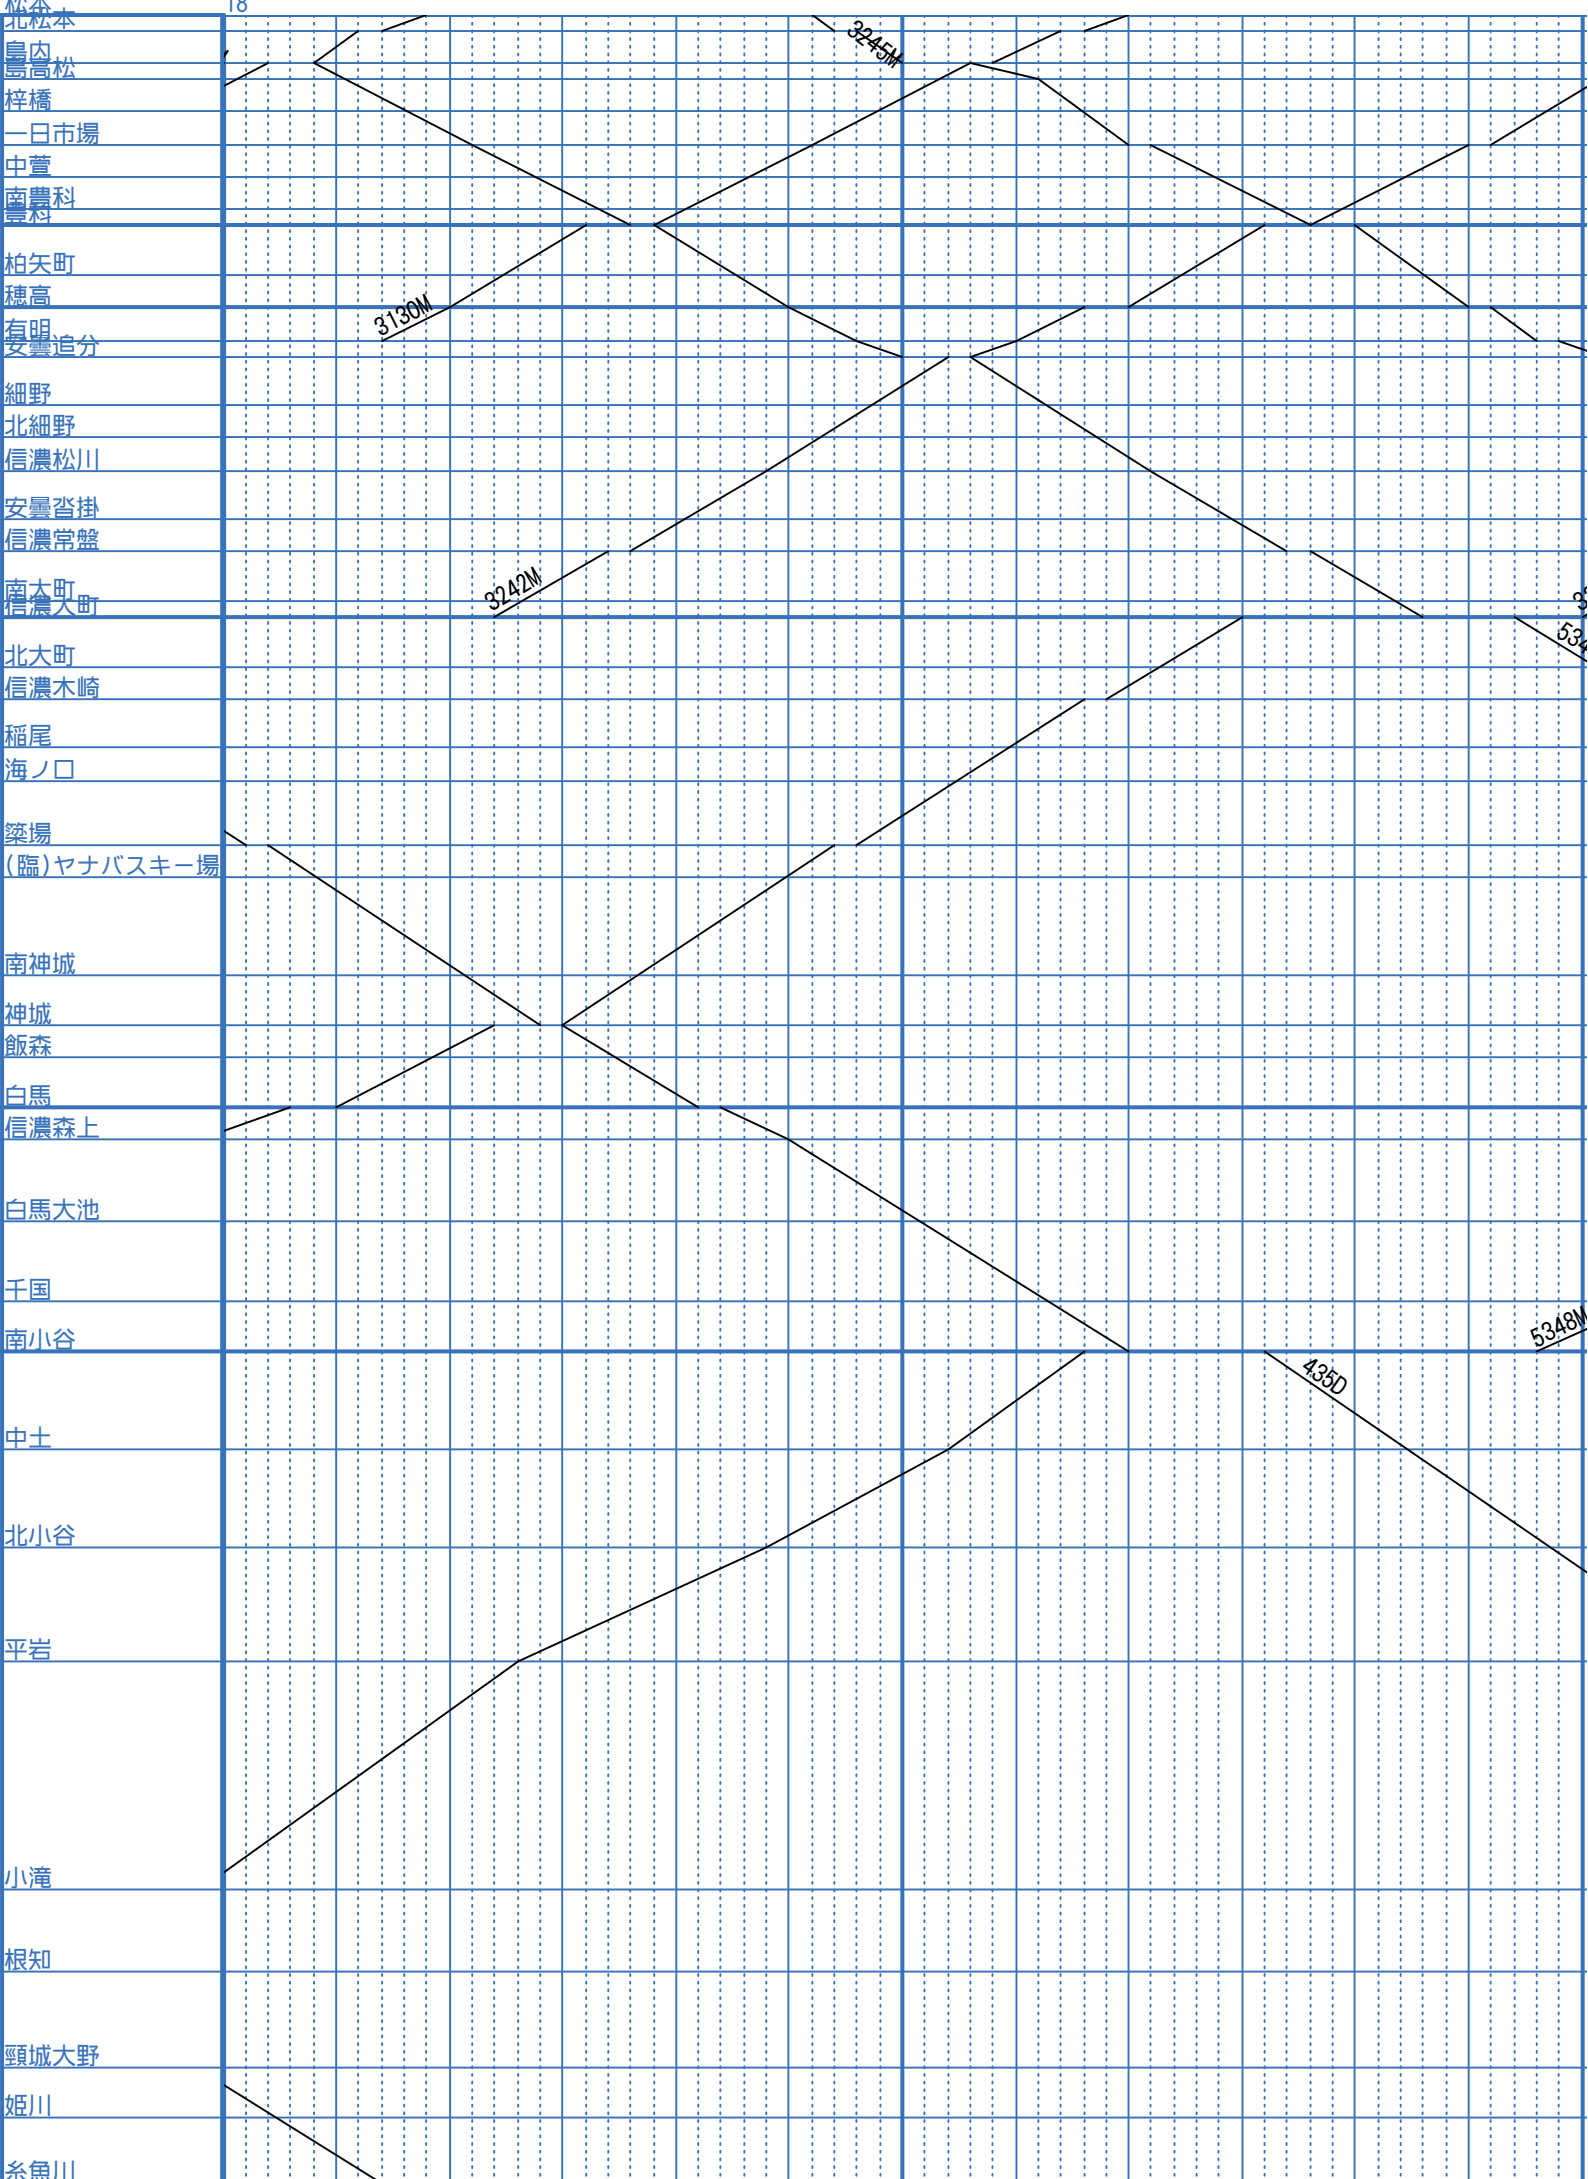 松本
18
北松本
島内
島高松
梓橋
一日市場
中萱
南豊科
豊科
柏矢町
穂高
有明
安曇追分
細野
北細野
信濃松川
安曇沓掛
信濃常盤
南大町
信濃大町
北大町
信濃木崎
稲尾
海ノ口
簗場
(臨)ヤナバスキー場
南神城
神城
飯森
白馬
信濃森上
白馬大池
千国
南小谷
中土
北小谷
平岩
小滝
根知
頸城大野
姫川
糸魚川
3245M
3130M
3242M
534
5348M
435D